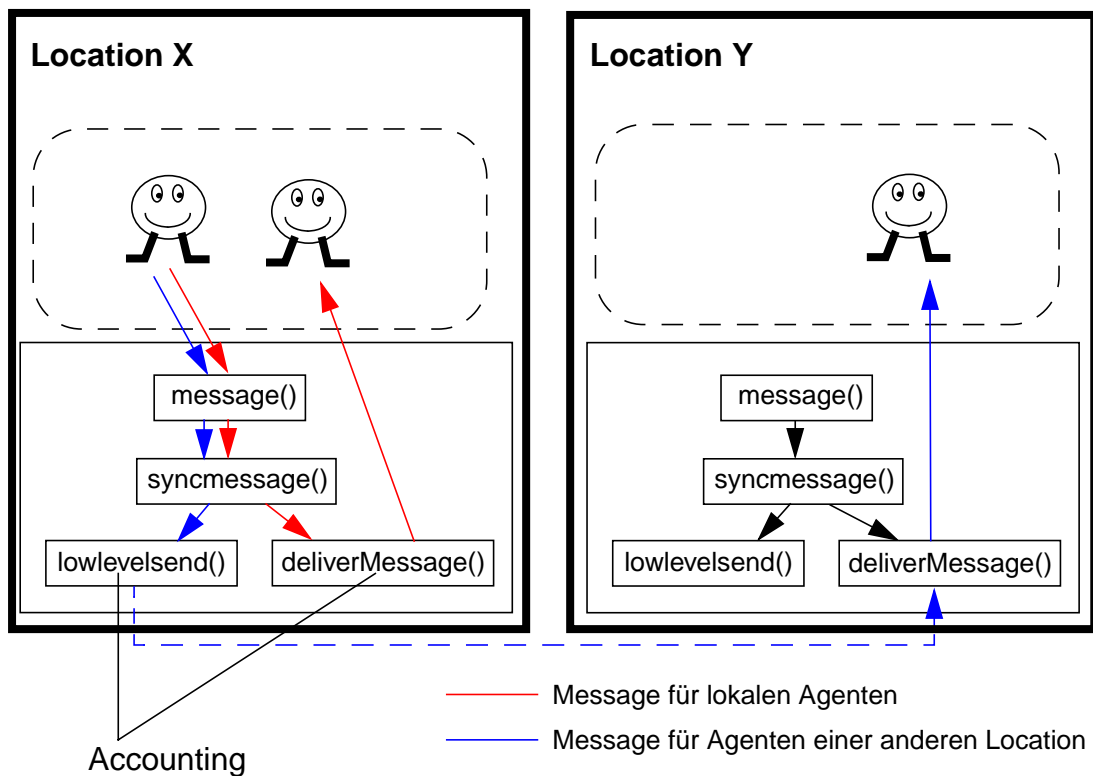 Location X
message()
syncmessage()
lowlevelsend()
deliverMessage()
Location Y
message()
syncmessage()
lowlevelsend()
deliverMessage()
Message für lokalen Agenten
Message für Agenten einer anderen Location
Accounting